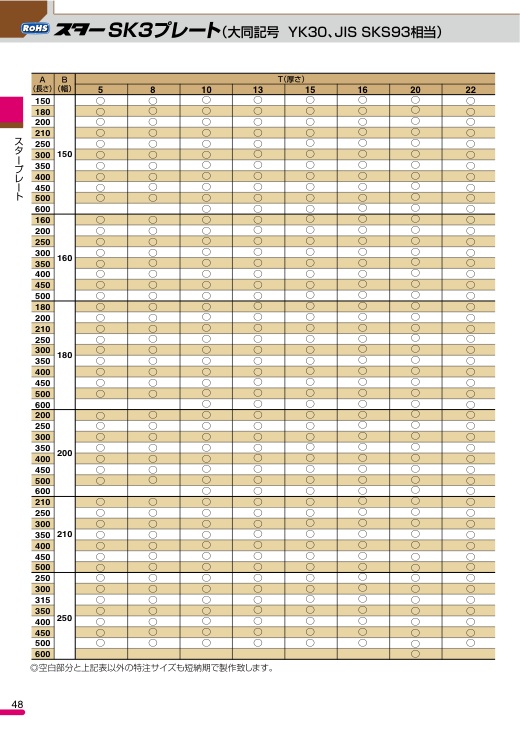 RoHS スター SK3プレート(大同記号 YK30、JIS SKS93相当)
A (長さ) B (幅) T(厚さ)
5 8 10 13 15 16 20 22
150 ○ ○ ○ ○ ○ ○ ○ ○
180 ○ ○ ○ ○ ○ ○ ○ ○
200 ○ ○ ○ ○ ○ ○ ○ ○
210 ○ ○ ○ ○ ○ ○ ○ ○
250 ○ ○ ○ ○ ○ ○ ○ ○
300 150 ○ ○ ○ ○ ○ ○ ○ ○
350 ○ ○ ○ ○ ○ ○ ○ ○
400 ○ ○ ○ ○ ○ ○ ○ ○
450 ○ ○ ○ ○ ○ ○ ○ ○
500 ○ ○ ○ ○ ○ ○ ○ ○
600 ○ ○ ○ ○ ○ ○
160 ○ ○ ○ ○ ○ ○ ○ ○
200 ○ ○ ○ ○ ○ ○ ○ ○
250 ○ ○ ○ ○ ○ ○ ○ ○
300 160 ○ ○ ○ ○ ○ ○ ○ ○
350 ○ ○ ○ ○ ○ ○ ○ ○
400 ○ ○ ○ ○ ○ ○ ○ ○
450 ○ ○ ○ ○ ○ ○ ○ ○
500 ○ ○ ○ ○ ○ ○ ○ ○
180 ○ ○ ○ ○ ○ ○ ○ ○
200 ○ ○ ○ ○ ○ ○ ○ ○
210 ○ ○ ○ ○ ○ ○ ○ ○
250 ○ ○ ○ ○ ○ ○ ○ ○
300 180 ○ ○ ○ ○ ○ ○ ○ ○
350 ○ ○ ○ ○ ○ ○ ○ ○
400 ○ ○ ○ ○ ○ ○ ○ ○
450 ○ ○ ○ ○ ○ ○ ○ ○
500 ○ ○ ○ ○ ○ ○ ○ ○
600 ○ ○ ○ ○ ○ ○
200 ○ ○ ○ ○ ○ ○ ○ ○
250 ○ ○ ○ ○ ○ ○ ○ ○
300 ○ ○ ○ ○ ○ ○ ○ ○
350 200 ○ ○ ○ ○ ○ ○ ○ ○
400 ○ ○ ○ ○ ○ ○ ○ ○
450 ○ ○ ○ ○ ○ ○ ○ ○
500 ○ ○ ○ ○ ○ ○ ○ ○
600 ○ ○ ○ ○ ○ ○
210 ○ ○ ○ ○ ○ ○ ○ ○
250 ○ ○ ○ ○ ○ ○ ○ ○
300 ○ ○ ○ ○ ○ ○ ○ ○
350 210 ○ ○ ○ ○ ○ ○ ○ ○
400 ○ ○ ○ ○ ○ ○ ○ ○
450 ○ ○ ○ ○ ○ ○ ○ ○
500 ○ ○ ○ ○ ○ ○ ○ ○
250 ○ ○ ○ ○ ○ ○ ○ ○
300 ○ ○ ○ ○ ○ ○ ○ ○
315 ○ ○ ○ ○ ○ ○ ○ ○
350 250 ○ ○ ○ ○ ○ ○ ○ ○
400 ○ ○ ○ ○ ○ ○ ○ ○
450 ○ ○ ○ ○ ○ ○ ○ ○
500 ○ ○ ○ ○ ○ ○ ○ ○
600 ○
◎空白部分と上記表以外の特注サイズも短納期で製作致します。
スタープレート
48